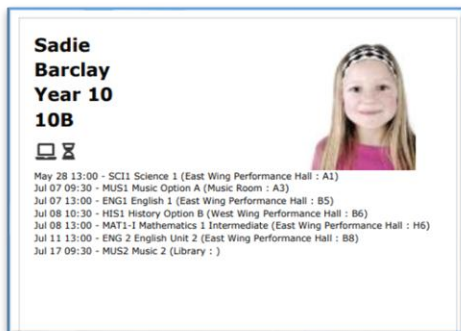 Sadie
Barclay
Year 10
10B
May 28 13:00 - SCI1 Science 1 (East Wing Performance Hall : A1)
Jul 07 09:30 - MUS1 Music Option A (Music Room : A3)
Jul 07 13:00 - ENG1 English 1 (East Wing Performance Hall : B5)
Jul 08 10:30 - HIS1 History Option B (West Wing Performance Hall : B6)
Jul 08 13:00 - MAT1-I Mathematics 1 Intermediate (East Wing Performance Hall : H6)
Jul 11 13:00 - ENG 2 English Unit 2 (East Wing Performance Hall : B8)
Jul 17 09:30 - MUS2 Music 2 (Library : )